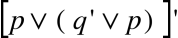 [p ∨ ( q' ∨ p) ]'